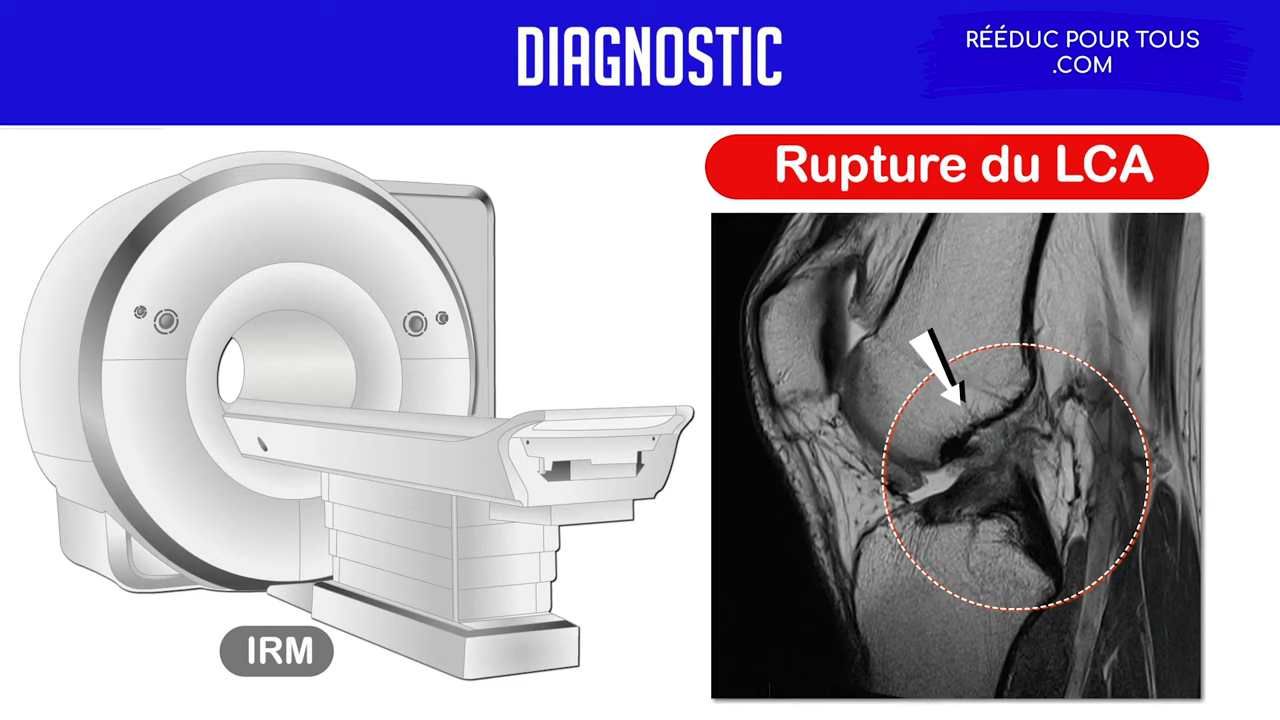 DIAGNOSTIC
RÉÉDUC POUR TOUS
.COM
Rupture du LCA
IRM